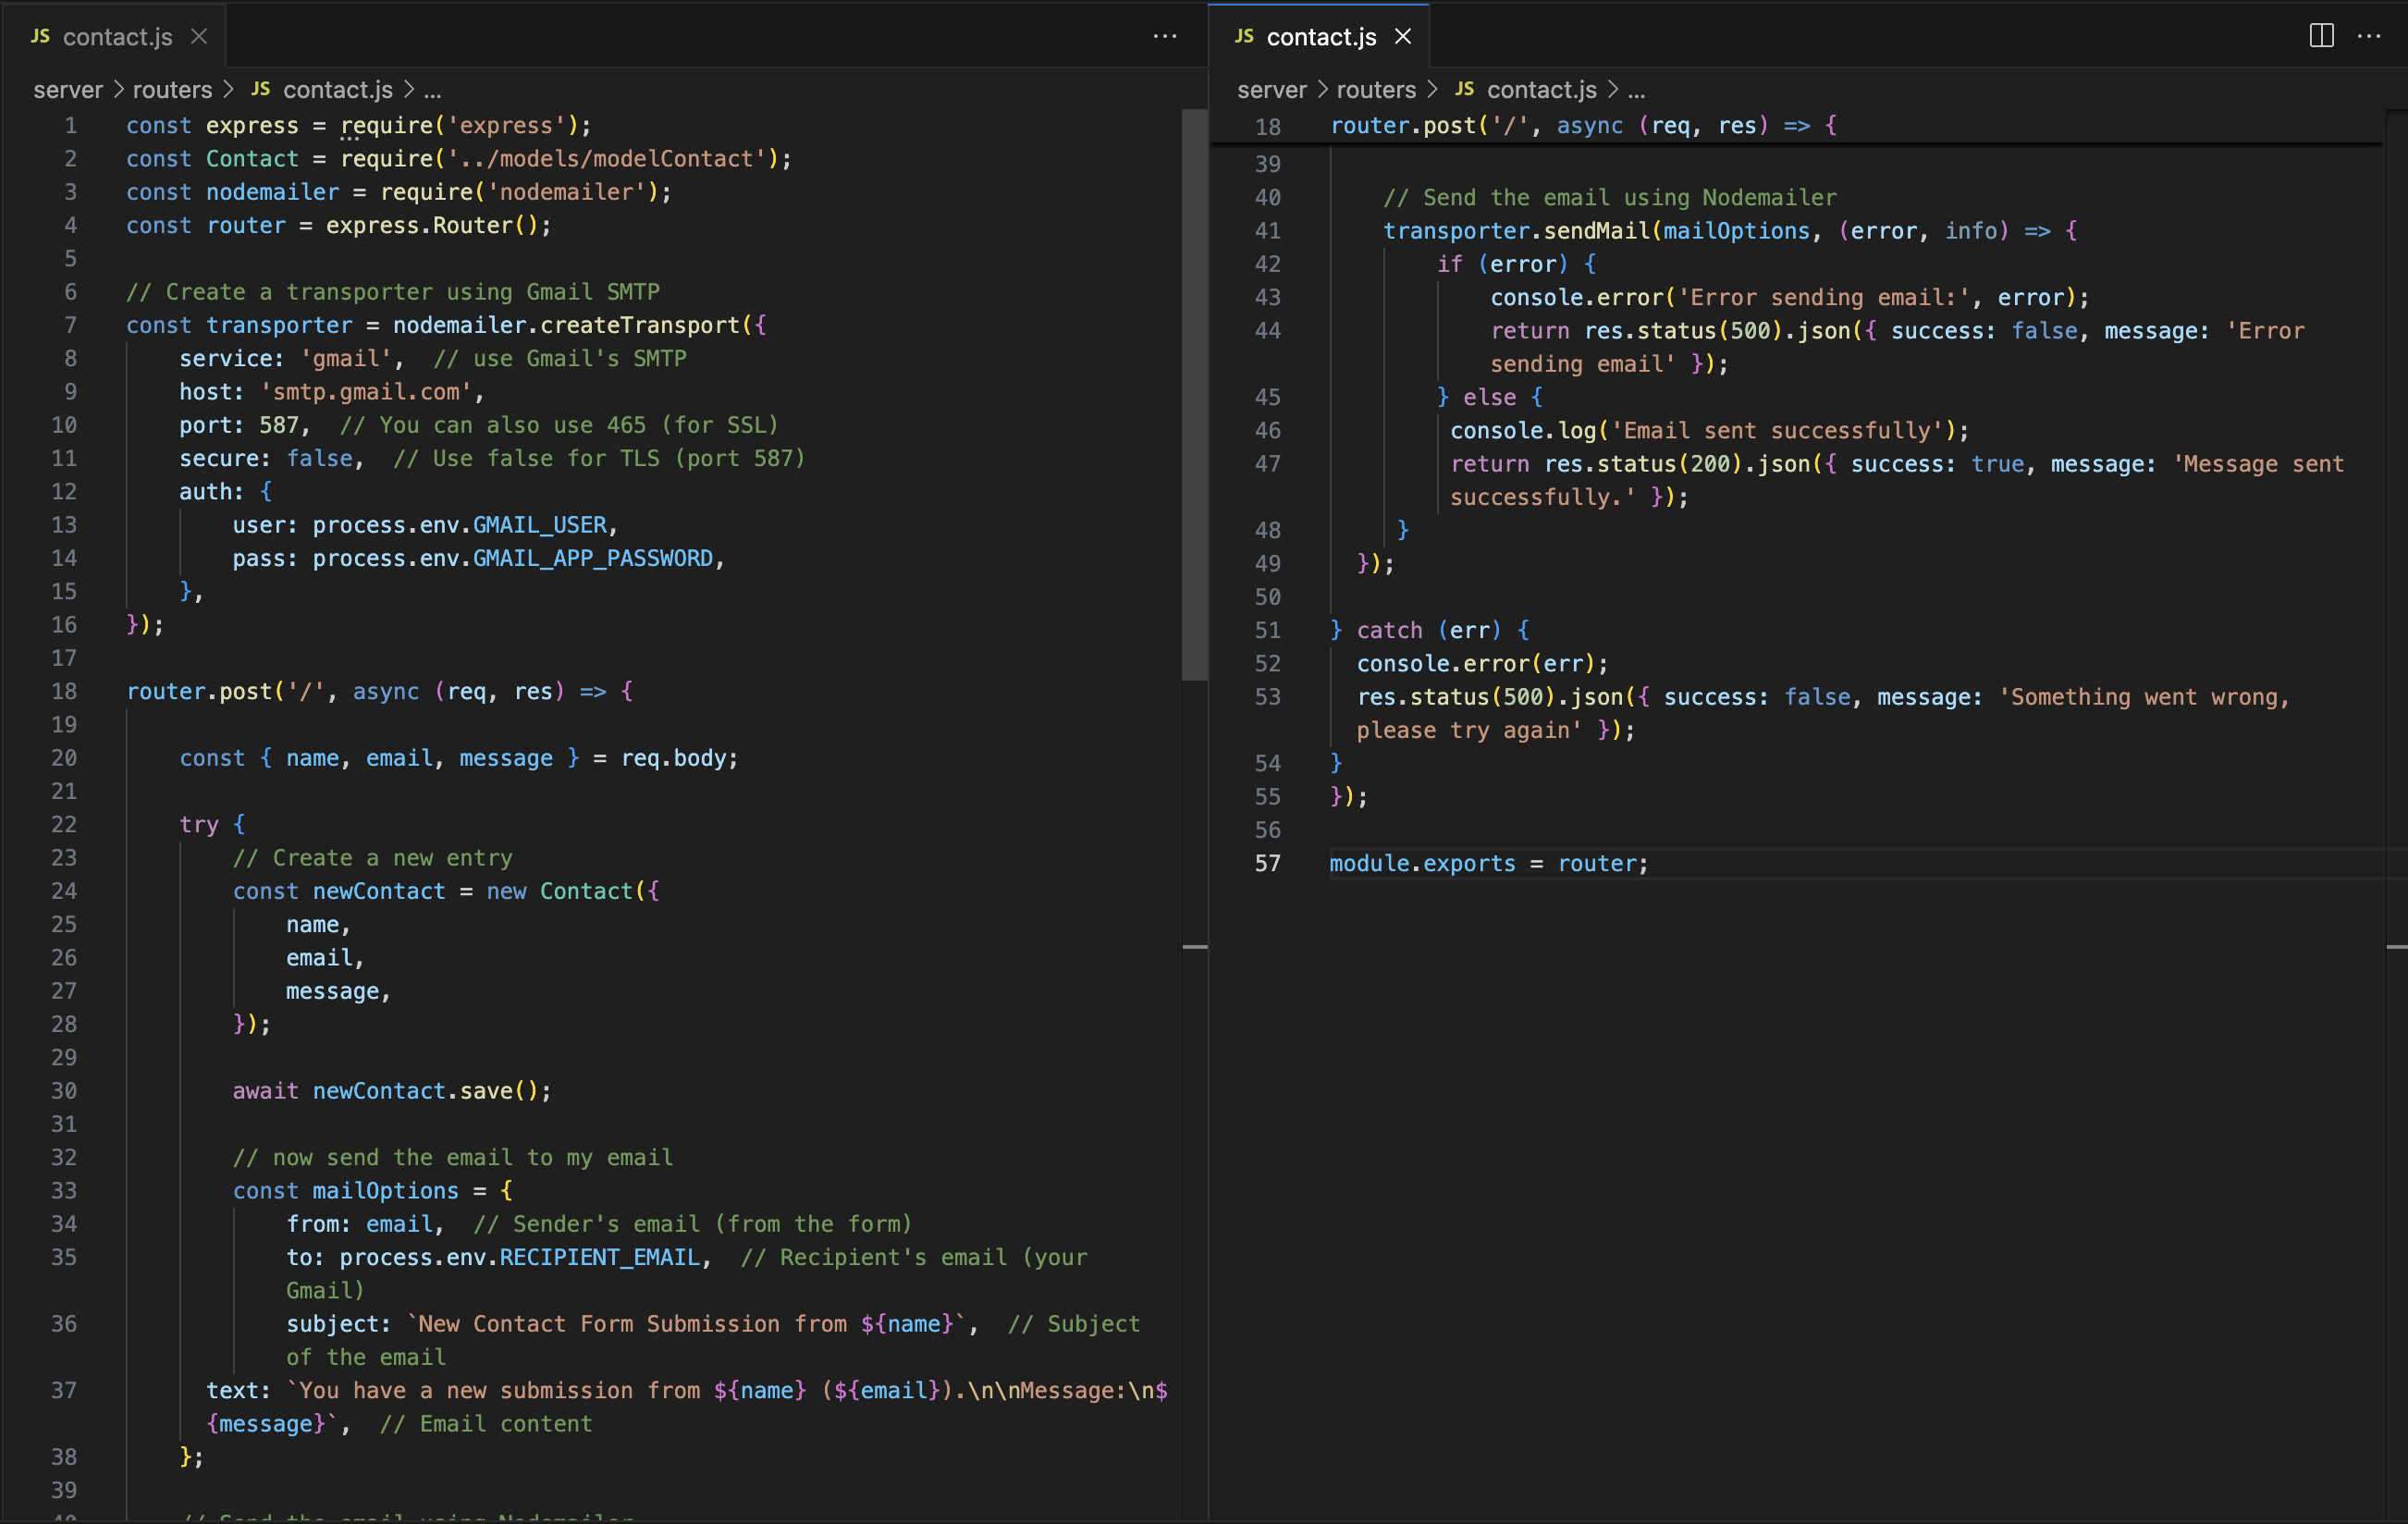 JS contact.js
server > routers > JS contact.js > ...
1 const express = require('express');
2 const Contact = require('../models/modelContact');
3 const nodemailer = require('nodemailer');
4 const router = express.Router();
5
6 // Create a transporter using Gmail SMTP
7 const transporter = nodemailer.createTransport({
8 service: 'gmail', // use Gmail's SMTP
9 host: 'smtp.gmail.com',
10 port: 587, // You can also use 465 (for SSL)
11 secure: false, // Use false for TLS (port 587)
12 auth: {
13 user: process.env.GMAIL_USER,
14 pass: process.env.GMAIL_APP_PASSWORD,
15 },
16 });
17
18 router.post('/', async (req, res) => {
19
20 const { name, email, message } = req.body;
21
22 try {
23 // Create a new entry
24 const newContact = new Contact({
25 name,
26 email,
27 message,
28 });
29
30 await newContact.save();
31
32 // now send the email to my email
33 const mailOptions = {
34 from: email, // Sender's email (from the form)
35 to: process.env.RECIPIENT_EMAIL, // Recipient's email (your
Gmail)
36 subject: `New Contact Form Submission from ${name}`, // Subject
of the email
37 text: `You have a new submission from ${name} (${email}).\n\nMessage:\n$
{message}`, // Email content
38 };
39
40 // Send the email using Nodemailer
JS contact.js
server > routers > JS contact.js > ...
18 router.post('/', async (req, res) => {
39
40 // Send the email using Nodemailer
41 transporter.sendMail(mailOptions, (error, info) => {
42 if (error) {
43 console.error('Error sending email:', error);
44 return res.status(500).json({ success: false, message: 'Error
sending email' });
45 } else {
46 console.log('Email sent successfully');
47 return res.status(200).json({ success: true, message: 'Message sent
successfully.' });
48 }
49 });
50
51 } catch (err) {
52 console.error(err);
53 res.status(500).json({ success: false, message: 'Something went wrong,
please try again' });
54 }
55 });
56
57 module.exports = router;